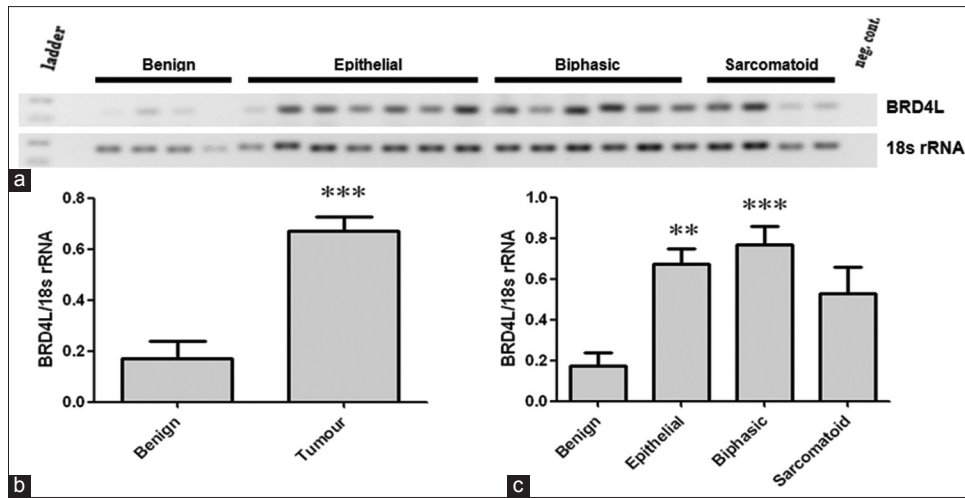 ladder
Benign Epithelial Biphasic Sarcomatoid
neg. cont.
BRD4L
18s rRNA
a
BRD4L/18s rRNA
0.8
0.6
0.4
0.2
0.0
***
Benign
Tumour
b
BRD4L/18s rRNA
1.0
0.8
0.6
0.4
0.2
0.0
**
***
Benign
Epithelial
Biphasic
Sarcomatoid
c